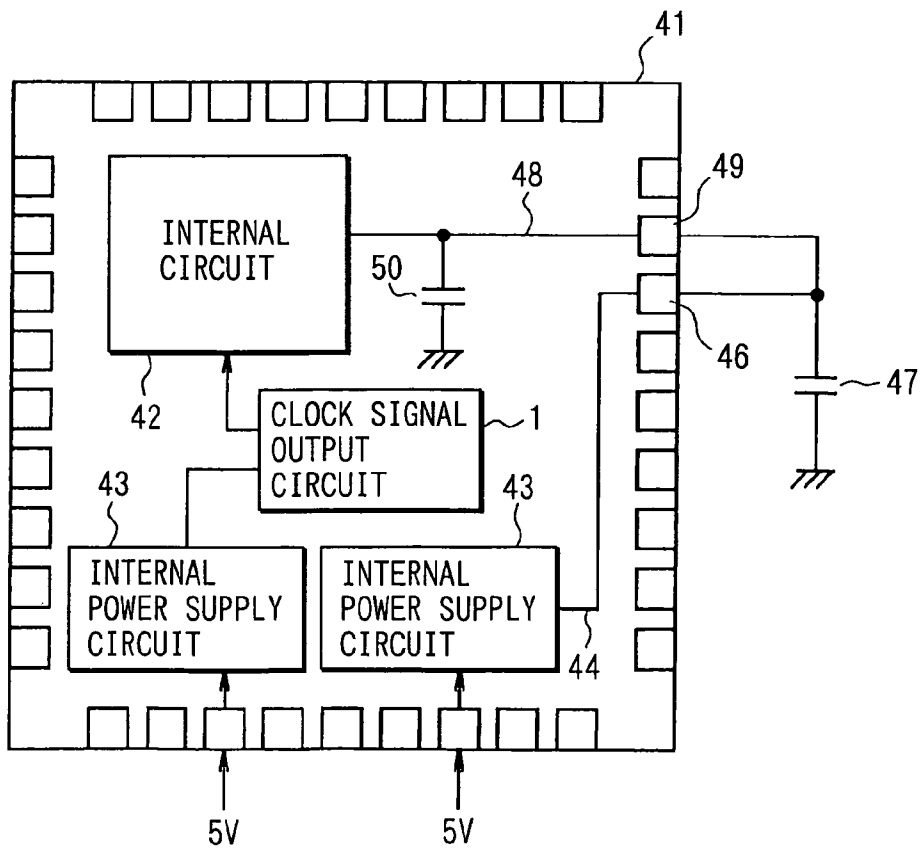 41
INTERNAL
CIRCUIT
48
49
50
46
47
42
CLOCK SIGNAL
OUTPUT
CIRCUIT
1
43
43
INTERNAL
POWER SUPPLY
CIRCUIT
INTERNAL
POWER SUPPLY
CIRCUIT
44
5V
5V